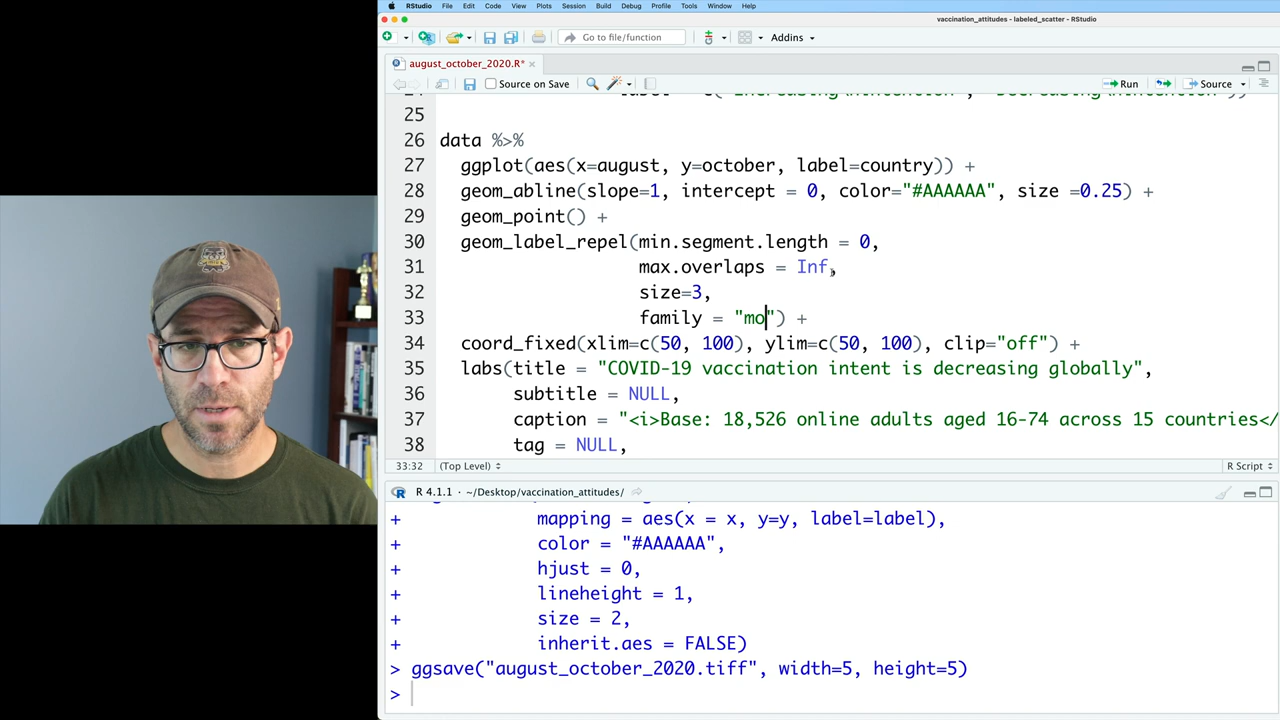 RStudio File Edit Code View Plots Session Build Debug Profile Tools Window Help
vaccination_attitudes - labeled_scatter - RStudio
Go to file/function Addins
august_october_2020.R*
Source on Save Run Source
25
26 data %>%
27 ggplot(aes(x=august, y=october, label=country)) +
28 geom_abline(slope=1, intercept = 0, color="#AAAAAA", size =0.25) +
29 geom_point() +
30 geom_label_repel(min.segment.length = 0,
31 max.overlaps = Inf,
32 size=3,
33 family = "mo") +
34 coord_fixed(xlim=c(50, 100), ylim=c(50, 100), clip="off") +
35 labs(title = "COVID-19 vaccination intent is decreasing globally",
36 subtitle = NULL,
37 caption = "<i>Base: 18,526 online adults aged 16-74 across 15 countries</
38 tag = NULL,
33:32 (Top Level) R Script
R 4.1.1 · ~/Desktop/vaccination_attitudes/
+ mapping = aes(x = x, y=y, label=label),
+ color = "#AAAAAA",
+ hjust = 0,
+ lineheight = 1,
+ size = 2,
+ inherit.aes = FALSE)
> ggsave("august_october_2020.tiff", width=5, height=5)
>